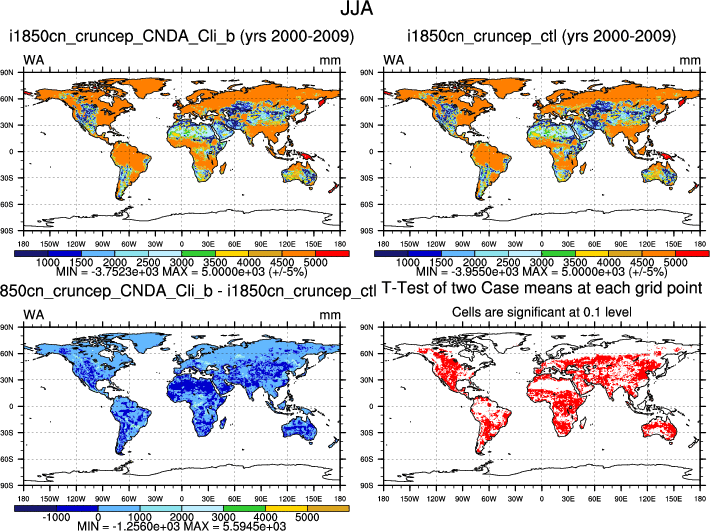 JJA
i1850cn_cruncep_CNDA_Cli_b (yrs 2000-2009)
i1850cn_cruncep_ctl (yrs 2000-2009)
WA mm
WA mm
90N
60N
30N
0
30S
60S
90S
180 150W 120W 90W 60W 30W 0 30E 60E 90E 120E 150E 180
1000 1500 2000 2500 3000 3500 4000 4500 5000
MIN = -3.7523e+03 MAX = 5.0000e+03 (+/-5%)
90N
60N
30N
0
30S
60S
90S
180 150W 120W 90W 60W 30W 0 30E 60E 90E 120E 150E 180
1000 1500 2000 2500 3000 3500 4000 4500 5000
MIN = -3.9550e+03 MAX = 5.0000e+03 (+/-5%)
850cn_cruncep_CNDA_Cli_b - i1850cn_cruncep_ctl
T-Test of two Case means at each grid point
WA mm
Cells are significant at 0.1 level
90N
60N
30N
0
30S
60S
90S
180 150W 120W 90W 60W 30W 0 30E 60E 90E 120E 150E 180
-1000 0 1000 2000 3000 4000 5000
MIN = -1.2560e+03 MAX = 5.5945e+03
90N
60N
30N
0
30S
60S
90S
180 150W 120W 90W 60W 30W 0 30E 60E 90E 120E 150E 180